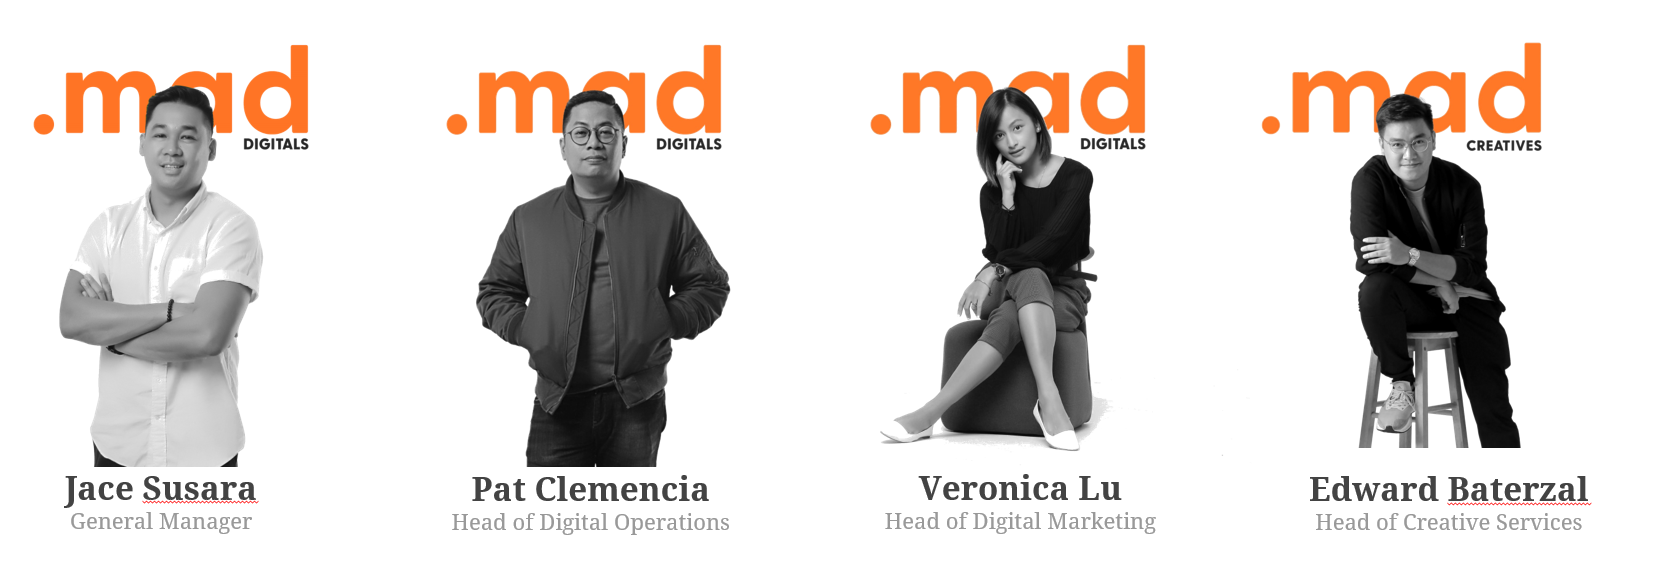 .mad
DIGITALS
Jace Susara
General Manager
.mad
DIGITALS
Pat Clemencia
Head of Digital Operations
.mad
DIGITALS
Veronica Lu
Head of Digital Marketing
.mad
CREATIVES
Edward Baterzal
Head of Creative Services